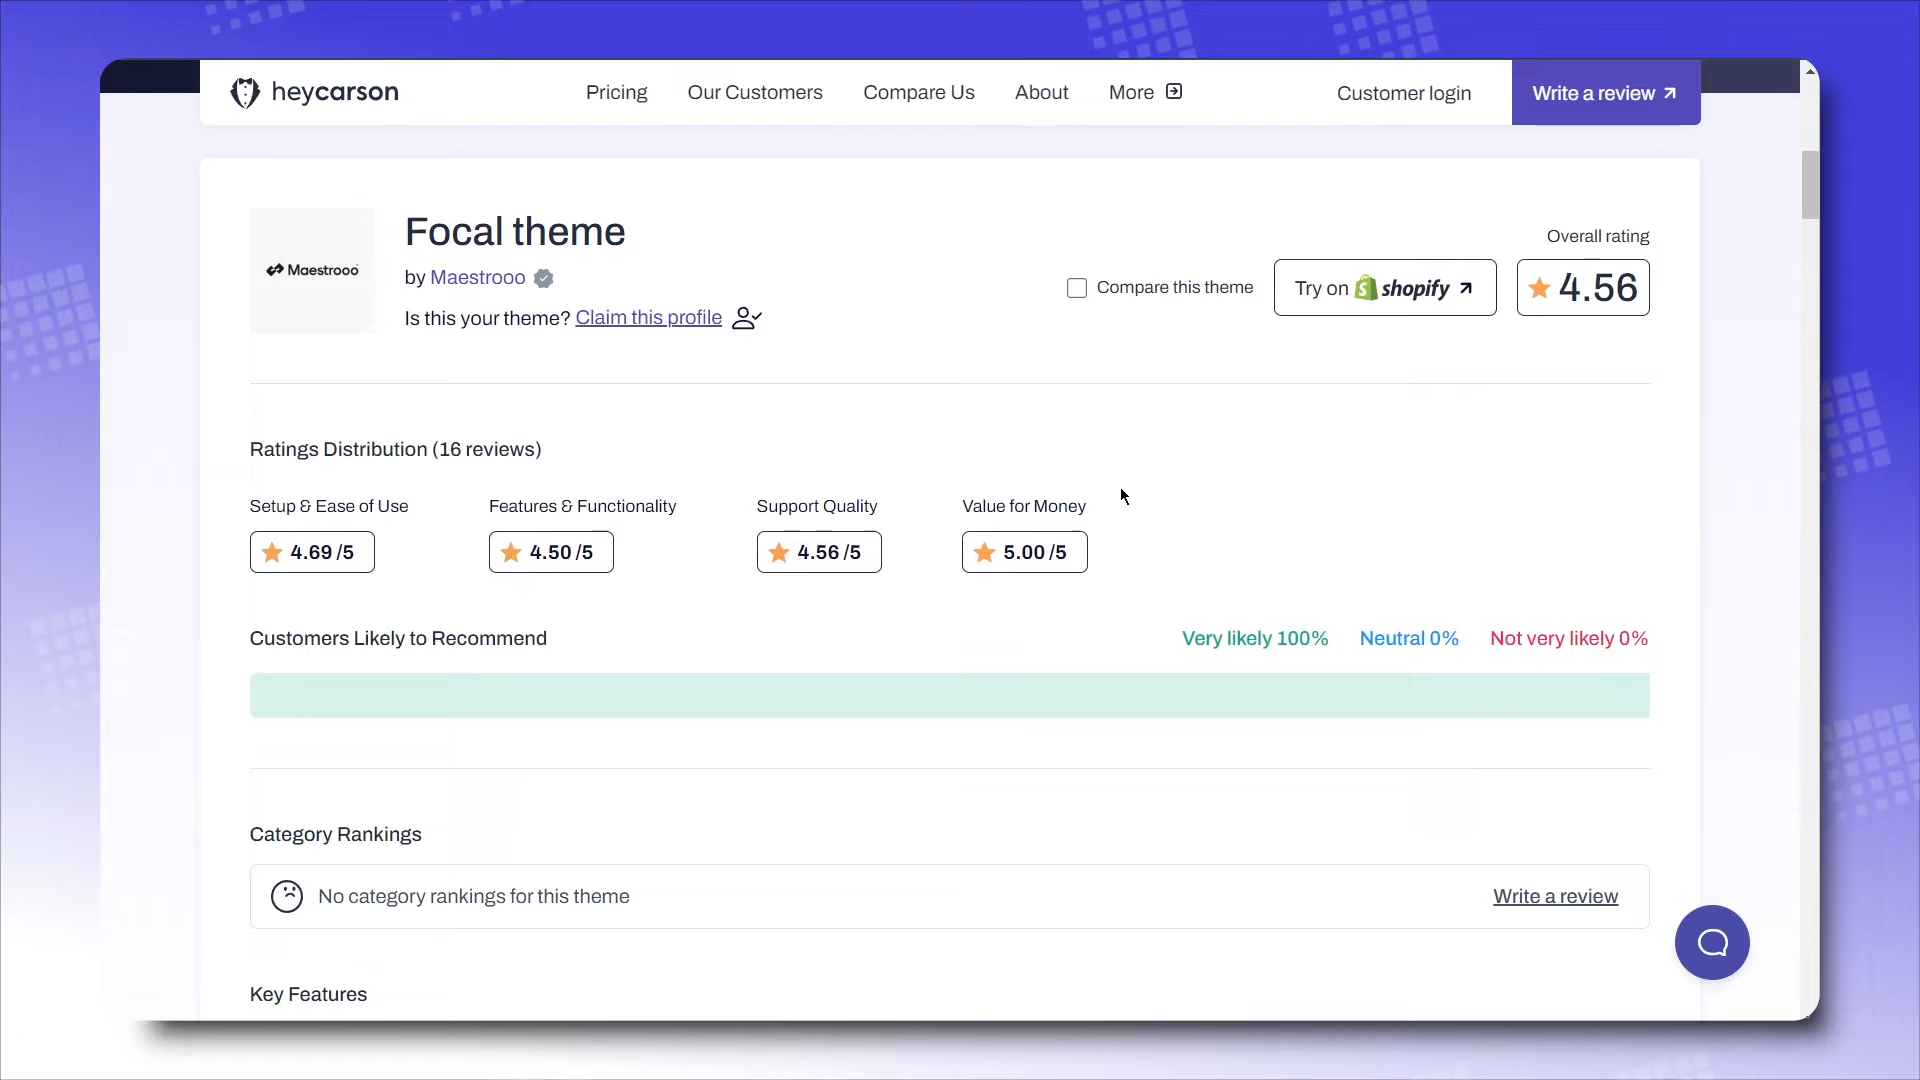 heycarson
Pricing
Our Customers
Compare Us
About
More
Customer login
Write a review
Maestrooo
Focal theme
by Maestrooo
Is this your theme? Claim this profile
Compare this theme
Try on shopify
Overall rating
4.56
Ratings Distribution (16 reviews)
Setup & Ease of Use
4.69 /5
Features & Functionality
4.50 /5
Support Quality
4.56 /5
Value for Money
5.00 /5
Customers Likely to Recommend
Very likely 100%
Neutral 0%
Not very likely 0%
Category Rankings
No category rankings for this theme
Write a review
Key Features